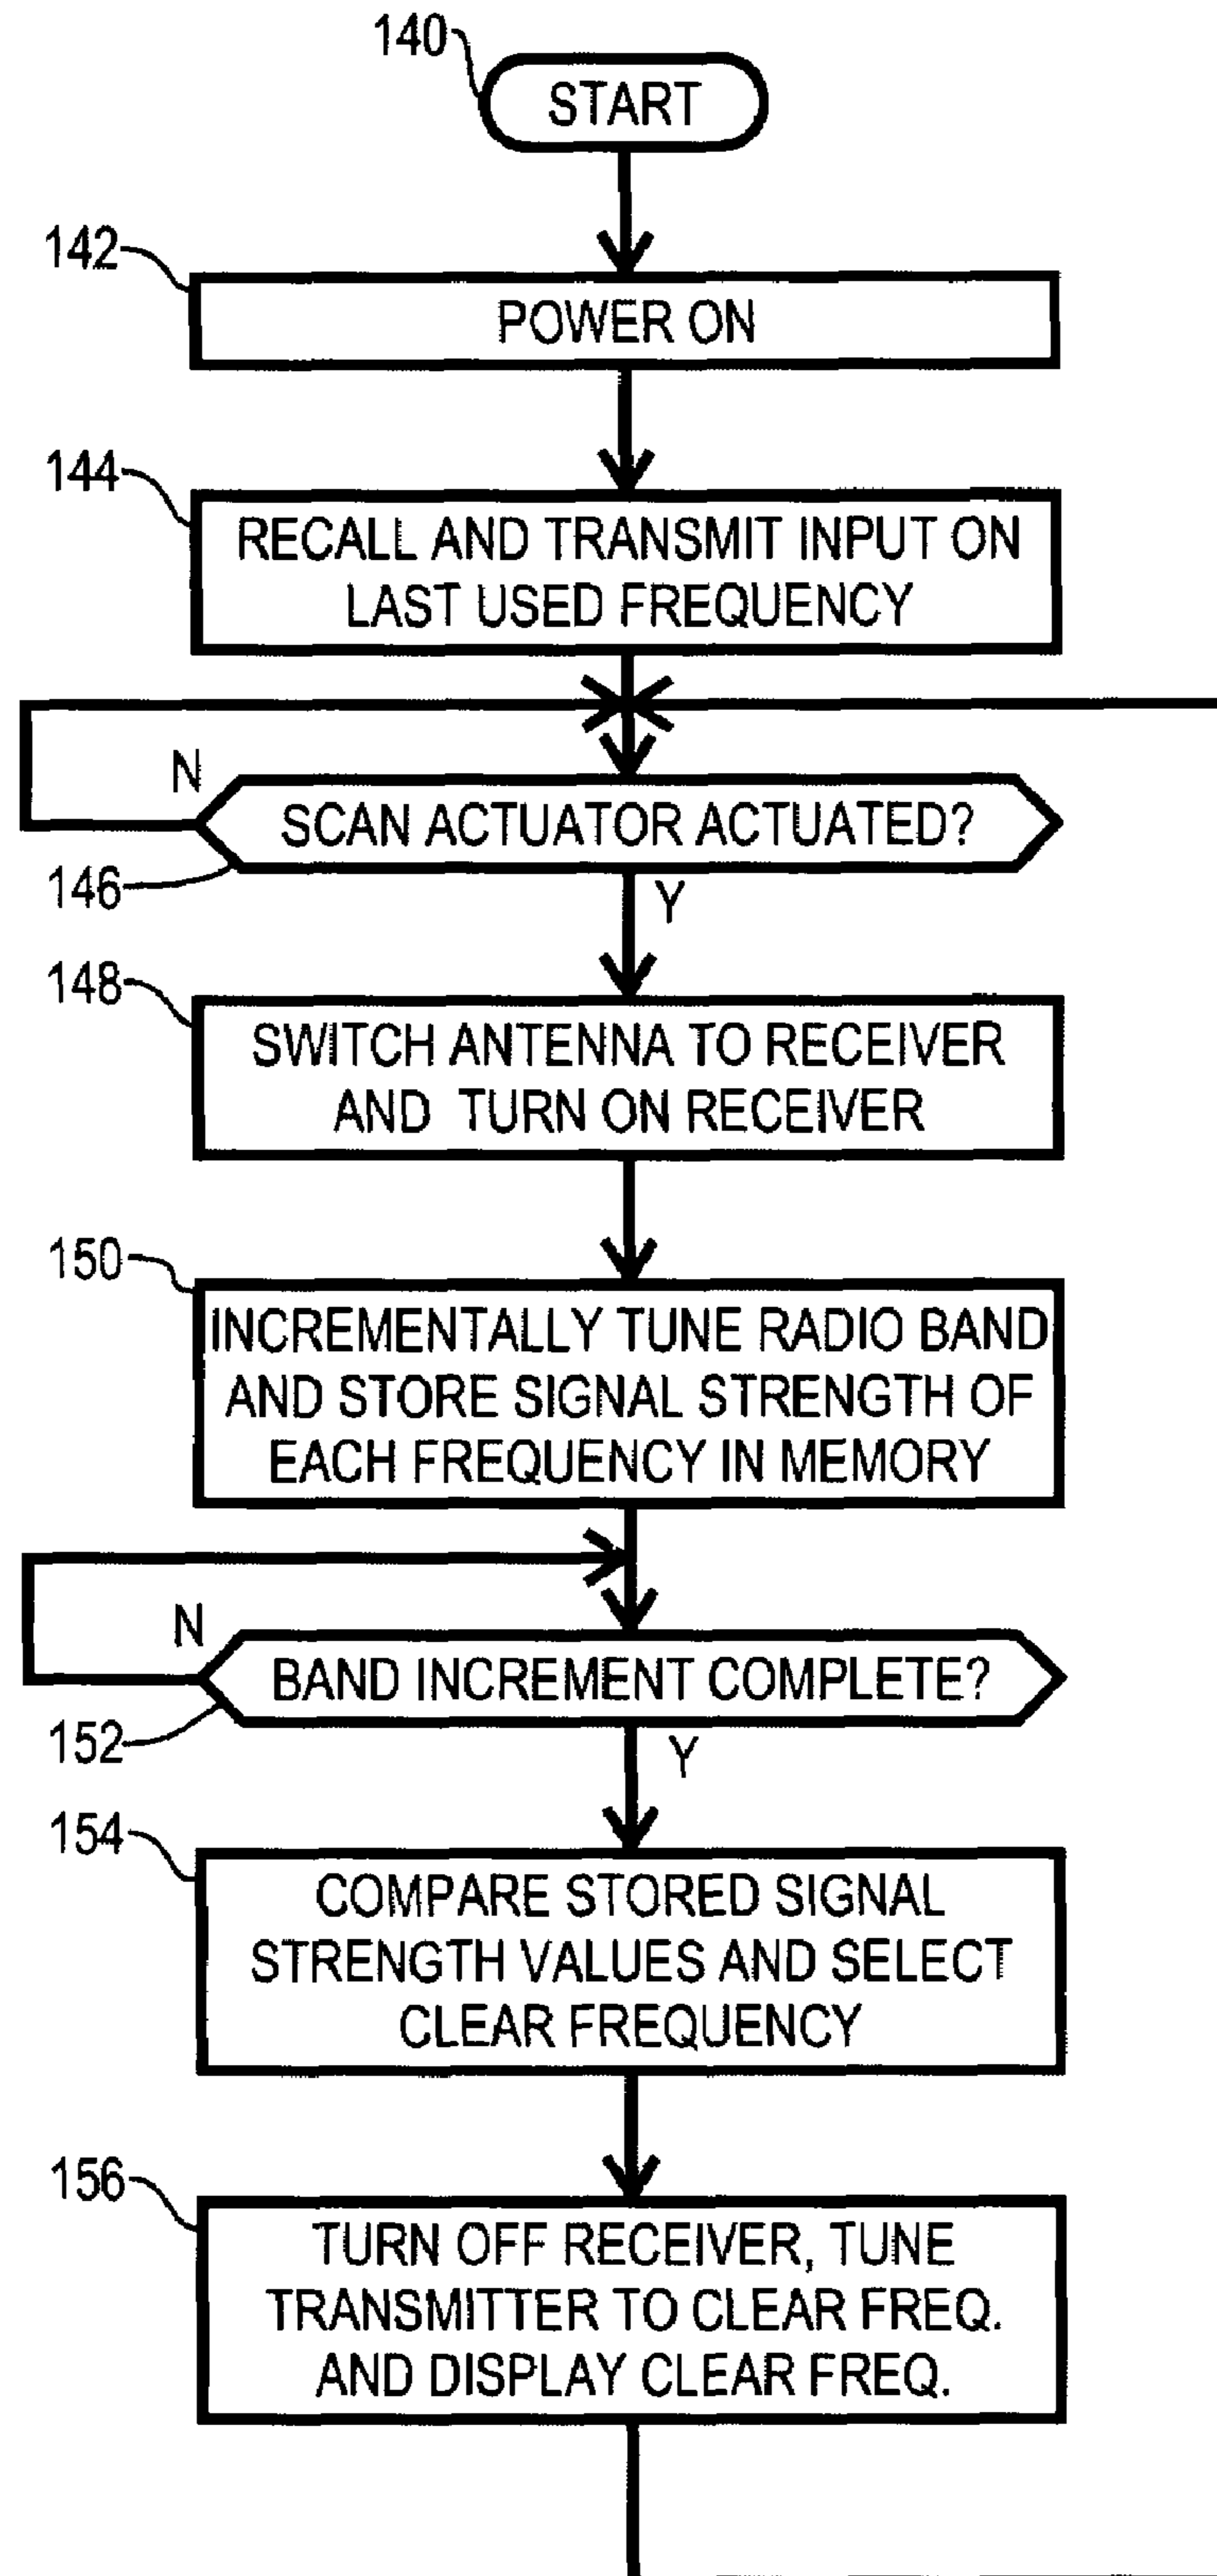 140
START
142
POWER ON
144
RECALL AND TRANSMIT INPUT ON
LAST USED FREQUENCY
N
SCAN ACTUATOR ACTUATED?
146
Y
148
SWITCH ANTENNA TO RECEIVER
AND TURN ON RECEIVER
150
INCREMENTALLY TUNE RADIO BAND
AND STORE SIGNAL STRENGTH OF
EACH FREQUENCY IN MEMORY
N
BAND INCREMENT COMPLETE?
152
Y
154
COMPARE STORED SIGNAL
STRENGTH VALUES AND SELECT
CLEAR FREQUENCY
156
TURN OFF RECEIVER, TUNE
TRANSMITTER TO CLEAR FREQ.
AND DISPLAY CLEAR FREQ.